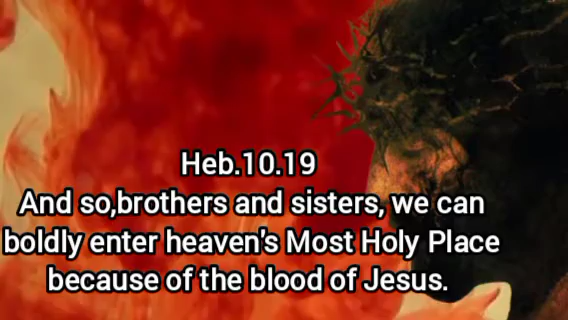 Heb.10.19
And so,brothers and sisters, we can
boldly enter heaven's Most Holy Place
because of the blood of Jesus.